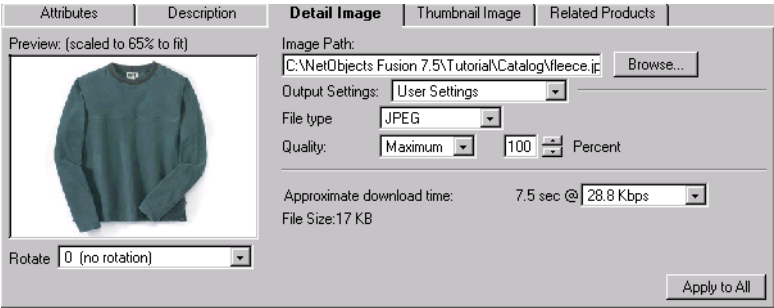 Attributes Description Detail Image Thumbnail Image Related Products
Preview: (scaled to 65% to fit)
Image Path:
C:\NetObjects Fusion 7.5\Tutorial\Catalog\fleece.jp Browse...
Output Settings: User Settings
File type JPEG
Quality: Maximum 100 Percent
Approximate download time: 7.5 sec @ 28.8 Kbps
File Size:17 KB
Rotate 0 (no rotation)
Apply to All